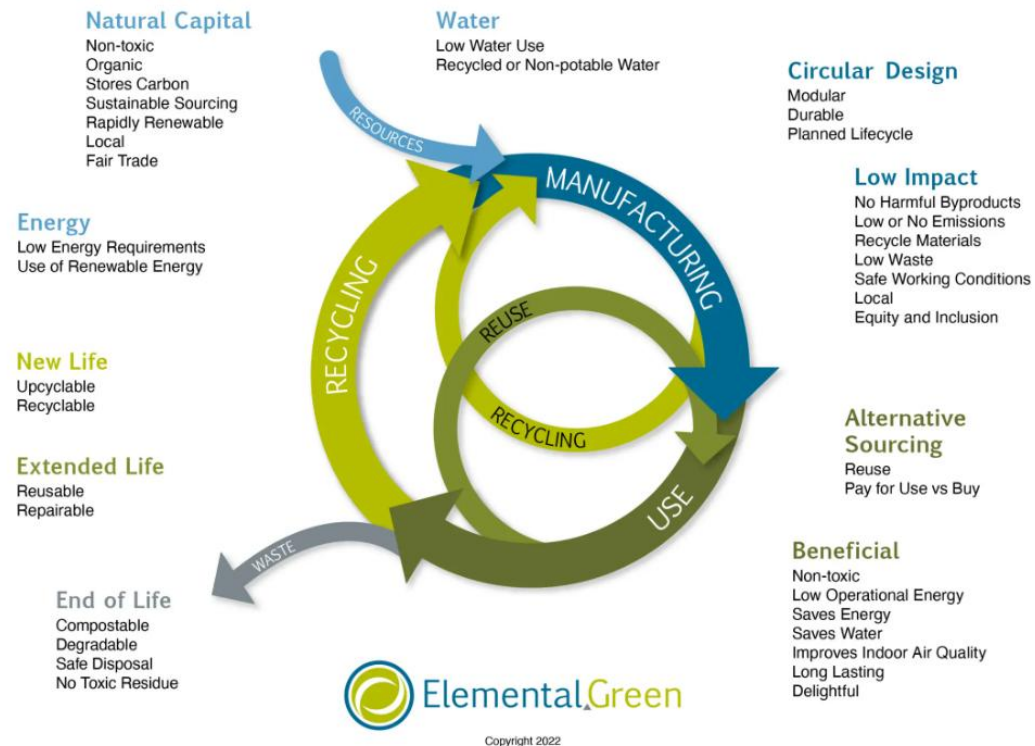 Natural Capital
Non-toxic
Organic
Stores Carbon
Sustainable Sourcing
Rapidly Renewable
Local
Fair Trade
Water
Low Water Use
Recycled or Non-potable Water
Circular Design
Modular
Durable
Planned Lifecycle
Low Impact
No Harmful Byproducts
Low or No Emissions
Recycle Materials
Low Waste
Safe Working Conditions
Local
Equity and Inclusion
Energy
Low Energy Requirements
Use of Renewable Energy
RESOURCES
MANUFACTURING
RECYCLING
REUSE
RECYCLING
USE
WASTE
New Life
Upcyclable
Recyclable
Extended Life
Reusable
Repairable
Alternative
Sourcing
Reuse
Pay for Use vs Buy
Beneficial
Non-toxic
Low Operational Energy
Saves Energy
Saves Water
Improves Indoor Air Quality
Long Lasting
Delightful
End of Life
Compostable
Degradable
Safe Disposal
No Toxic Residue
Elemental Green
Copyright 2022